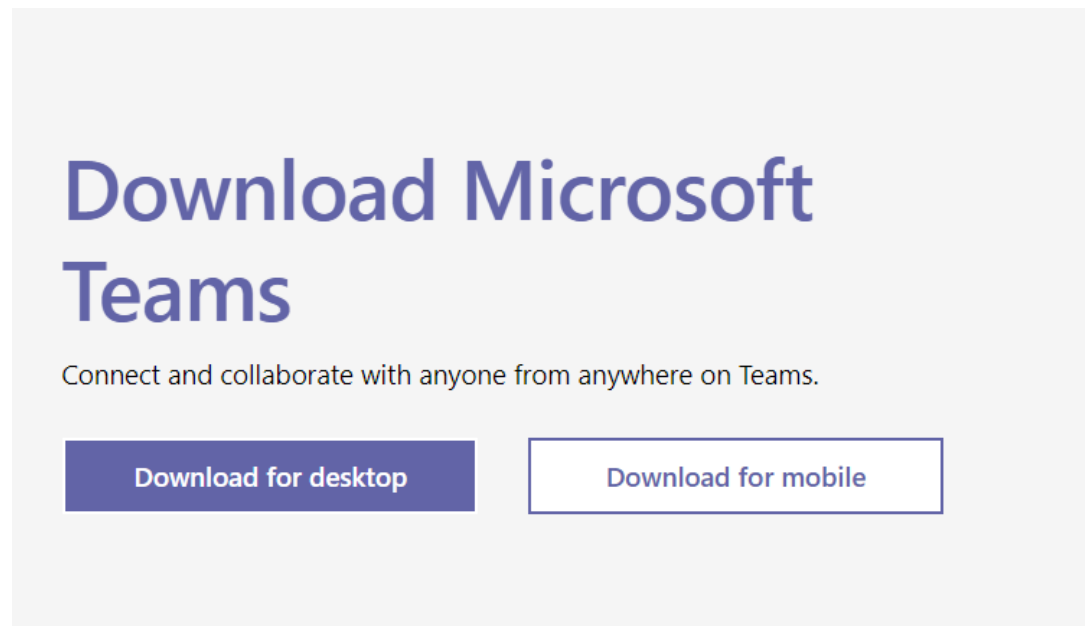 Download Microsoft
Teams
Connect and collaborate with anyone from anywhere on Teams.
Download for desktop
Download for mobile